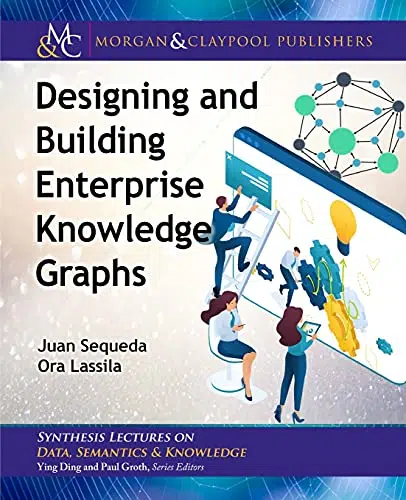 M
&C
MORGAN & CLAYPOOL PUBLISHERS
Designing and
Building
Enterprise
Knowledge
Graphs
Juan Sequeda
Ora Lassila
SYNTHESIS LECTURES ON
DATA, SEMANTICS & KNOWLEDGE
Ying Ding and Paul Groth, Series Editors